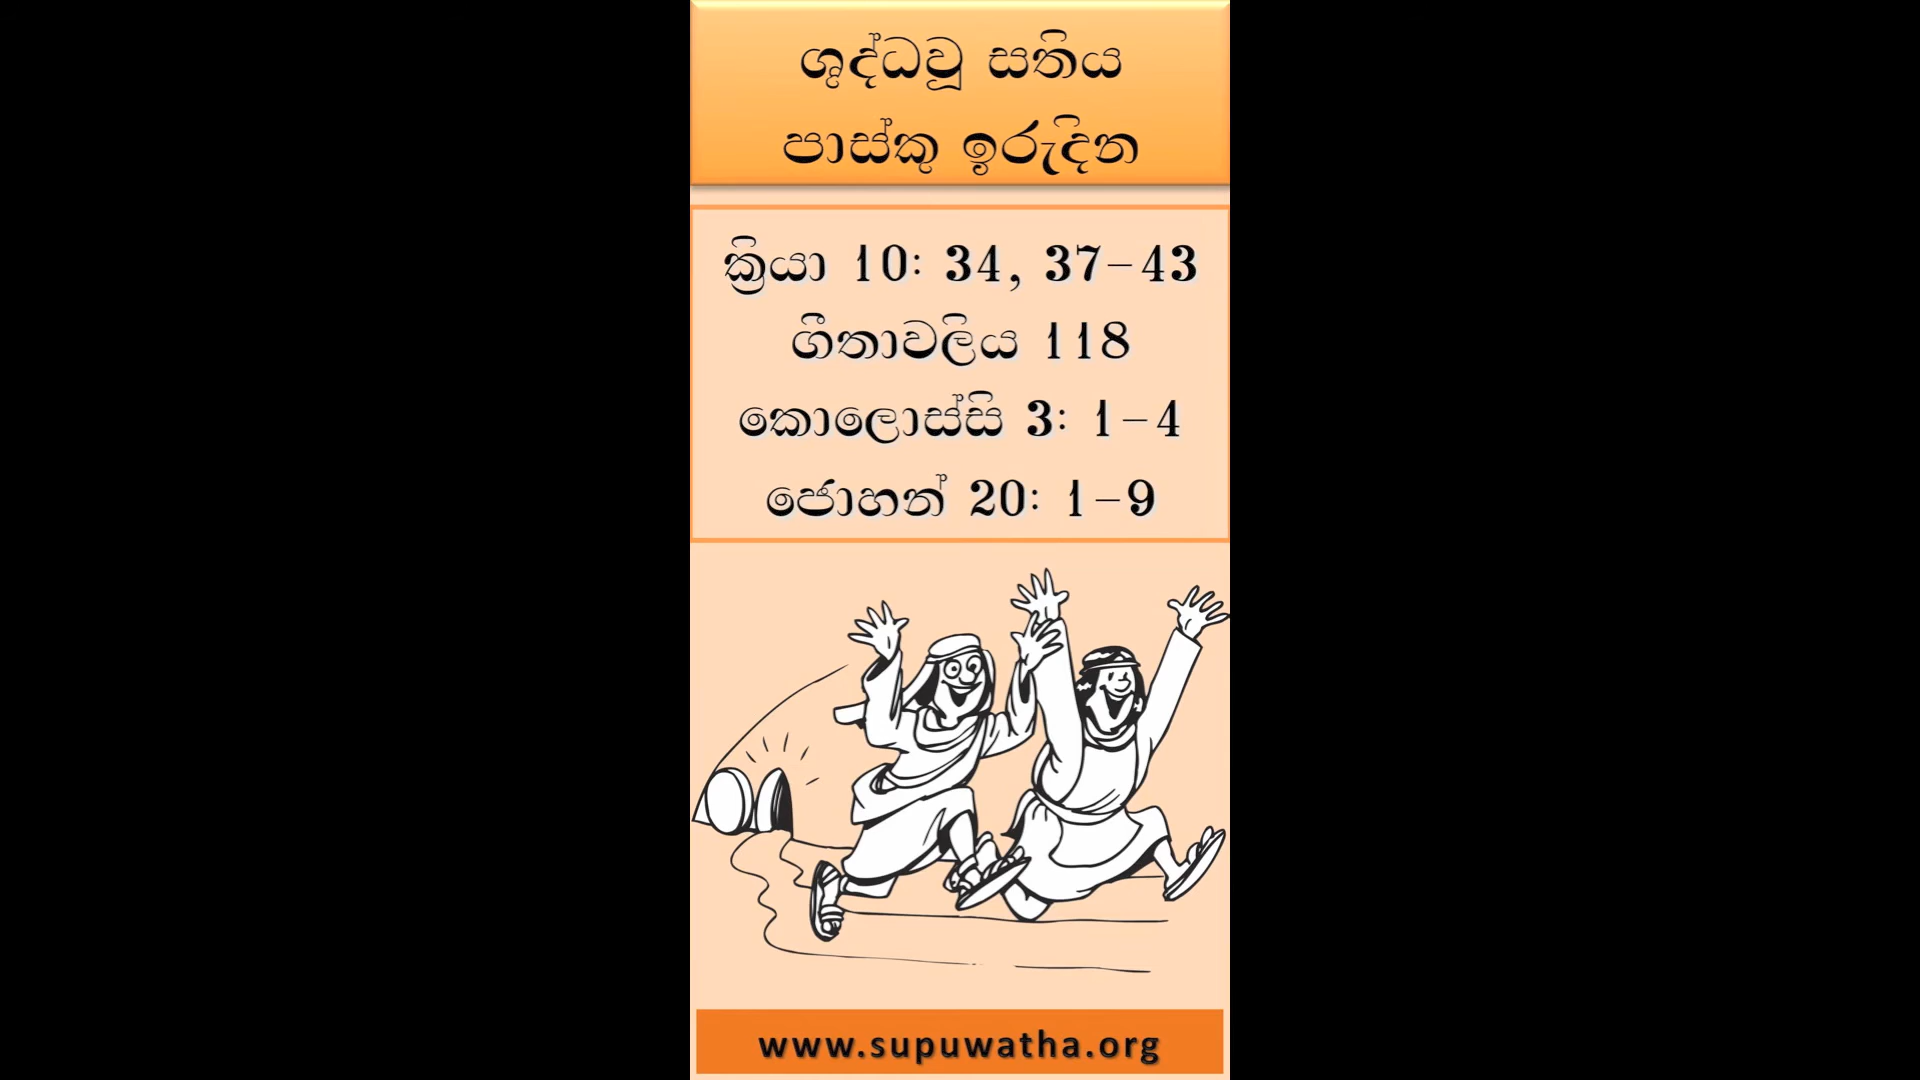 ශුද්ධවූ සතිය
පාස්කු ඉරුදින
ක්‍රියා 10: 34, 37-43
ගීතාවලිය 118
කොලොස්සි 3: 1-4
ජොහන් 20: 1-9
www.supuwatha.org